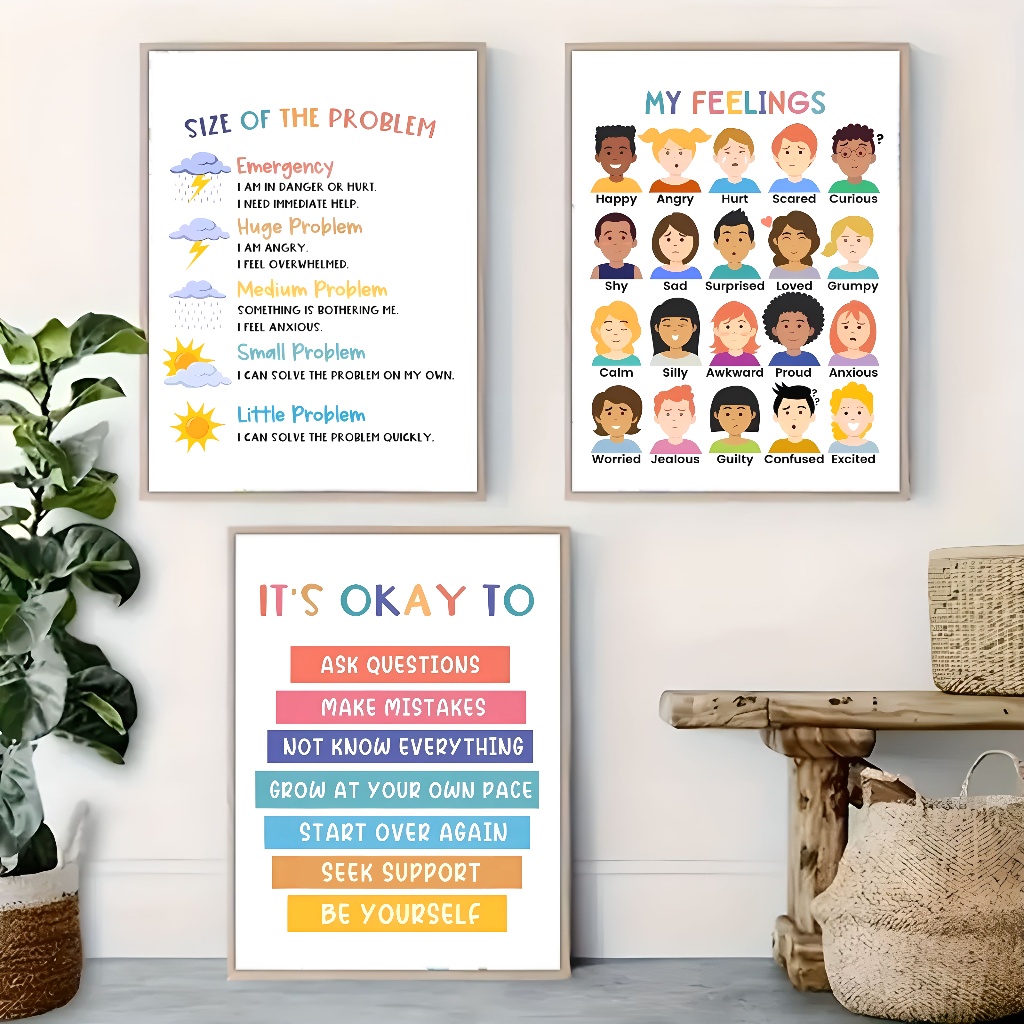 SIZE OF THE PROBLEM
Emergency
I AM IN DANGER OR HURT.
I NEED IMMEDIATE HELP.
Huge Problem
I AM ANGRY.
I FEEL OVERWHELMED.
Medium Problem
SOMETHING IS BOTHERING ME.
I FEEL ANXIOUS.
Small Problem
I CAN SOLVE THE PROBLEM ON MY OWN.
Little Problem
I CAN SOLVE THE PROBLEM QUICKLY.
MY FEELINGS
?
Happy Angry Hurt Scared Curious
Shy Sad Surprised Loved Grumpy
Calm Silly Awkward Proud Anxious
??
Worried Jealous Guilty Confused Excited
IT'S OKAY TO
ASK QUESTIONS
MAKE MISTAKES
NOT KNOW EVERYTHING
GROW AT YOUR OWN PACE
START OVER AGAIN
SEEK SUPPORT
BE YOURSELF